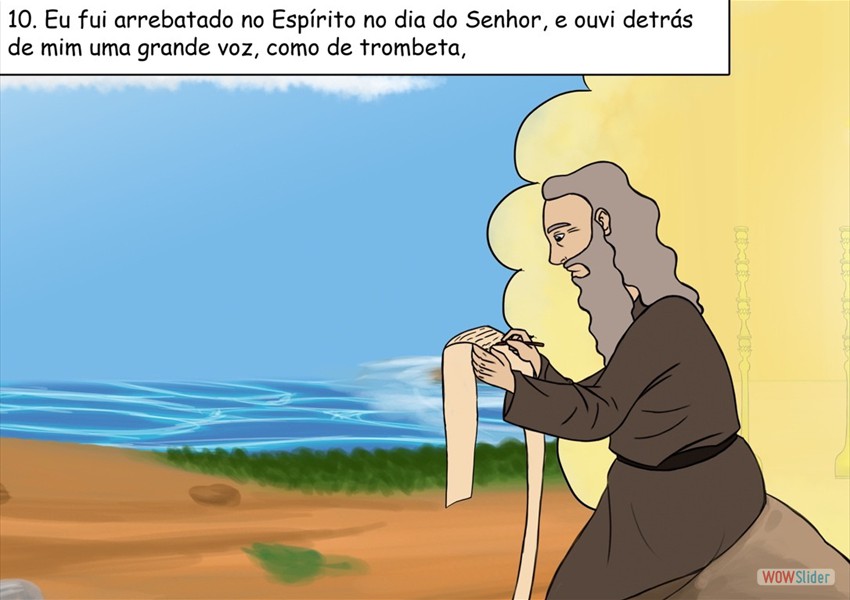 10. Eu fui arrebatado no Espírito no dia do Senhor, e ouvi detrás
de mim uma grande voz, como de trombeta,
WOWSlider